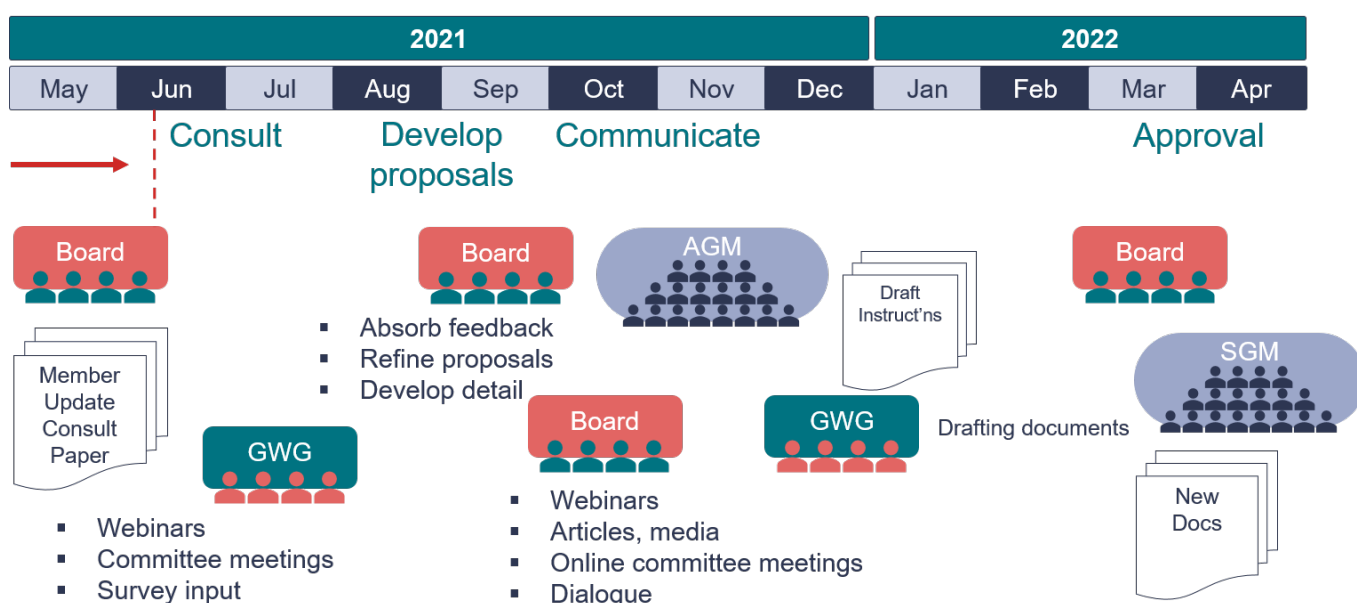 2021
2022
May Jun Jul Aug Sep Oct Nov Dec Jan Feb Mar Apr
Consult
Develop
proposals
Communicate
Approval
Board
Board
AGM
Board
Draft
Instruct'ns
▪ Absorb feedback
▪ Refine proposals
▪ Develop detail
SGM
Member
Update
Consult
Paper
GWG
Board
GWG
Drafting documents
▪ Webinars
▪ Committee meetings
▪ Survey input
▪ Webinars
▪ Articles, media
▪ Online committee meetings
▪ Dialogue
New
Docs